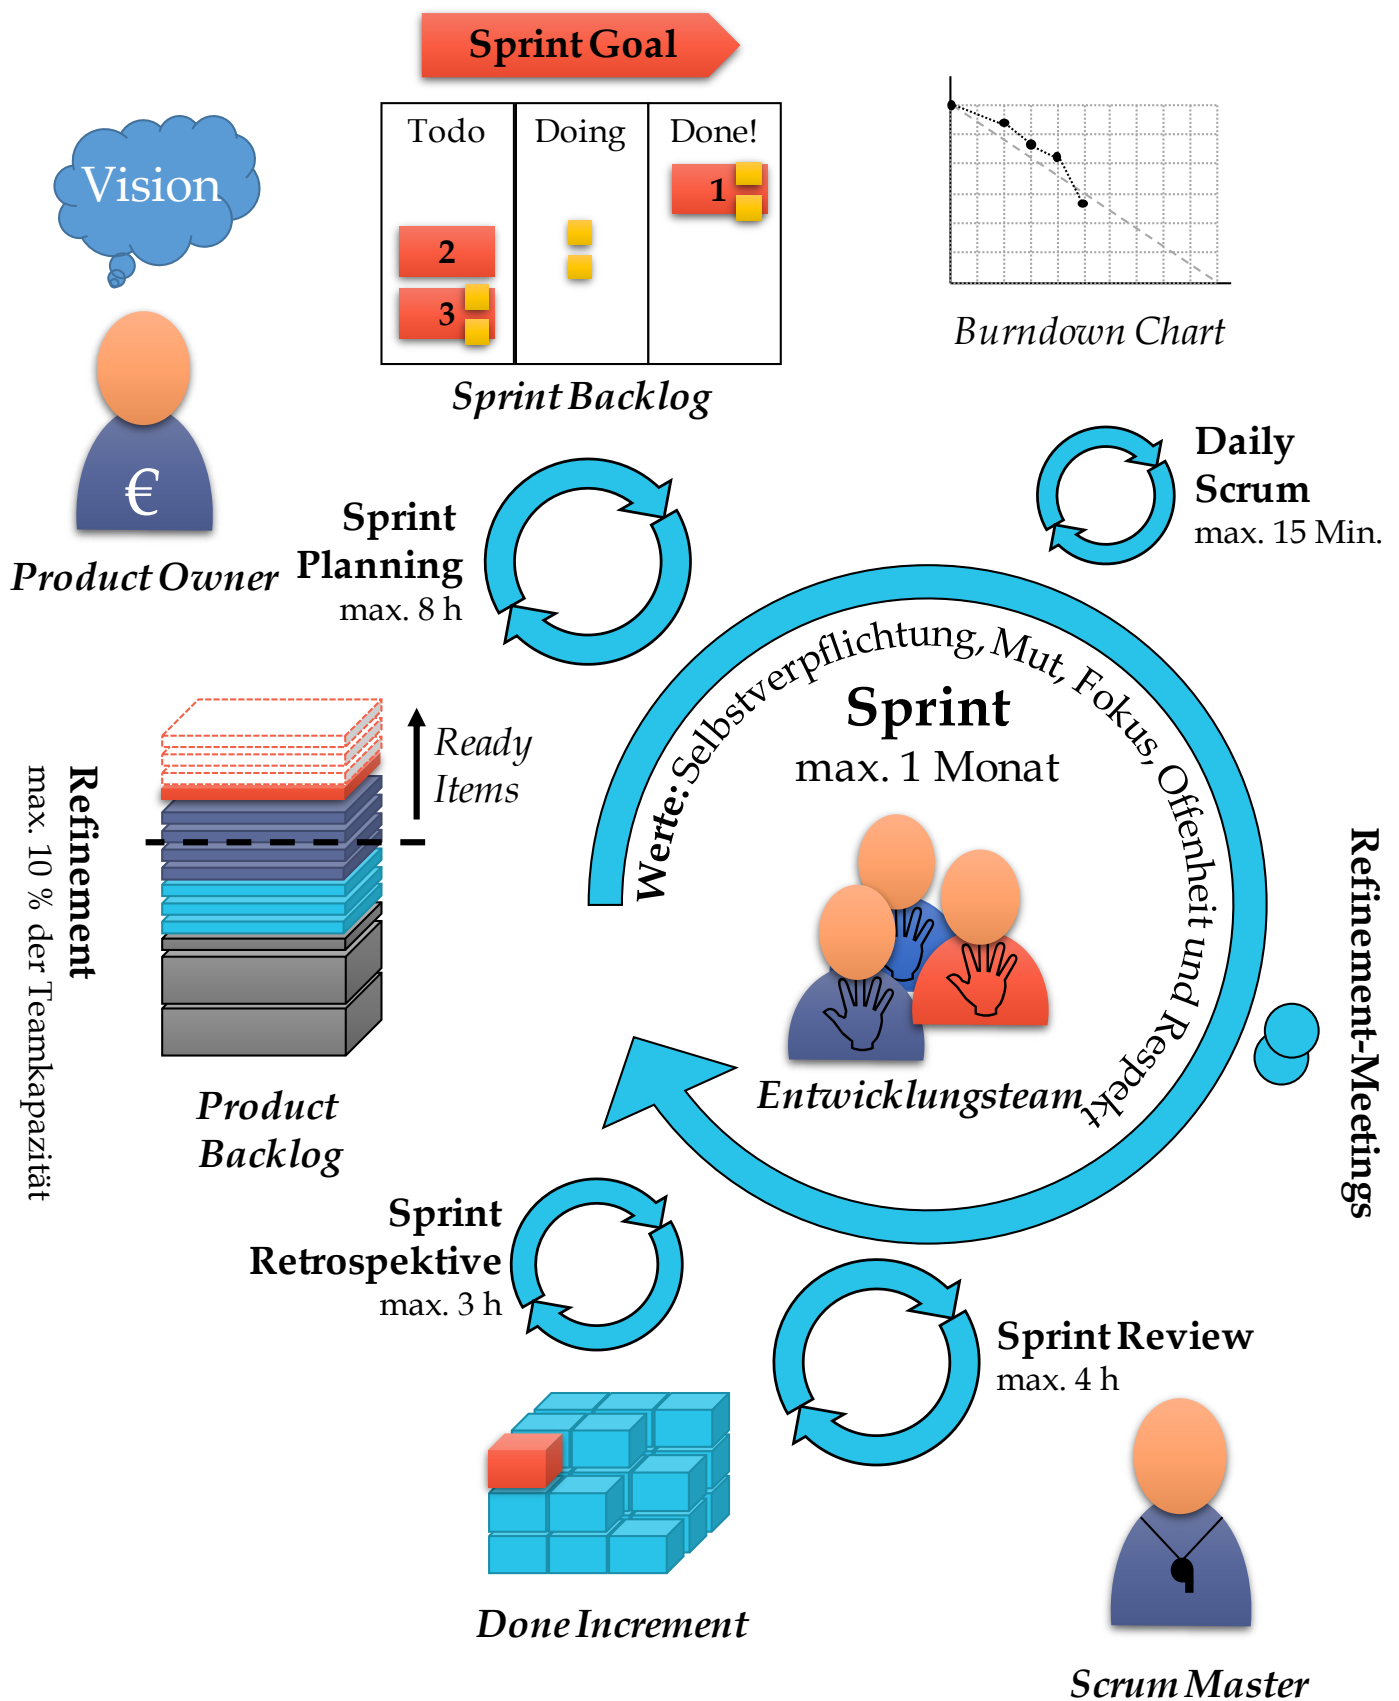 Sprint Goal
Todo
Doing
Done!
1
2
3
Sprint Backlog
Vision
€
Product Owner
Burndown Chart
Daily
Scrum
max. 15 Min.
Sprint
Planning
max. 8 h
Werte: Selbstverpflichtung, Mut, Fokus, Offenheit und Respekt
Sprint
max. 1 Monat
Entwicklungsteam
Ready
Items
Refinement
max. 10 % der Teamkapazität
Product
Backlog
Refinement-Meetings
Sprint
Retrospektive
max. 3 h
Sprint Review
max. 4 h
Done Increment
Scrum Master